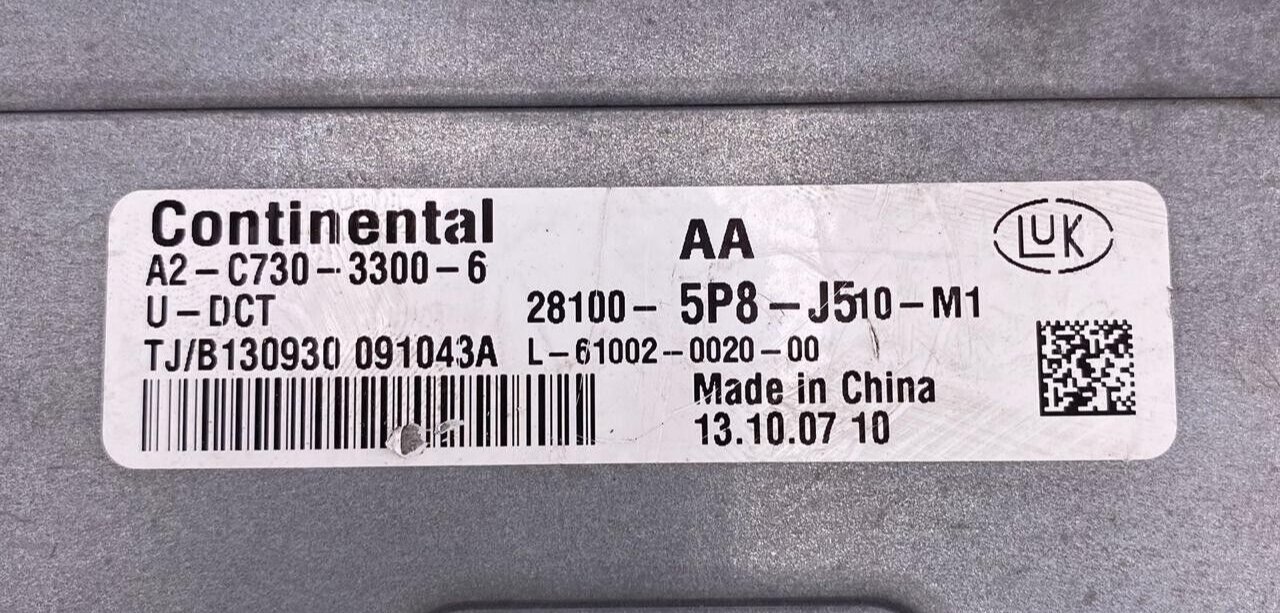 Continental
AA
LUK
A2-C730-3300-6
U-DCT
28100-5P8-J510-M1
TJ/B130930 091043A
L-61002-0020-00
Made in China
13.10.07 10